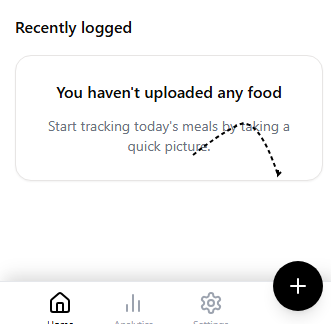 Recently logged
You haven't uploaded any food
Start tracking today's meals by taking a
quick picture.
Home
Analytics
Settings